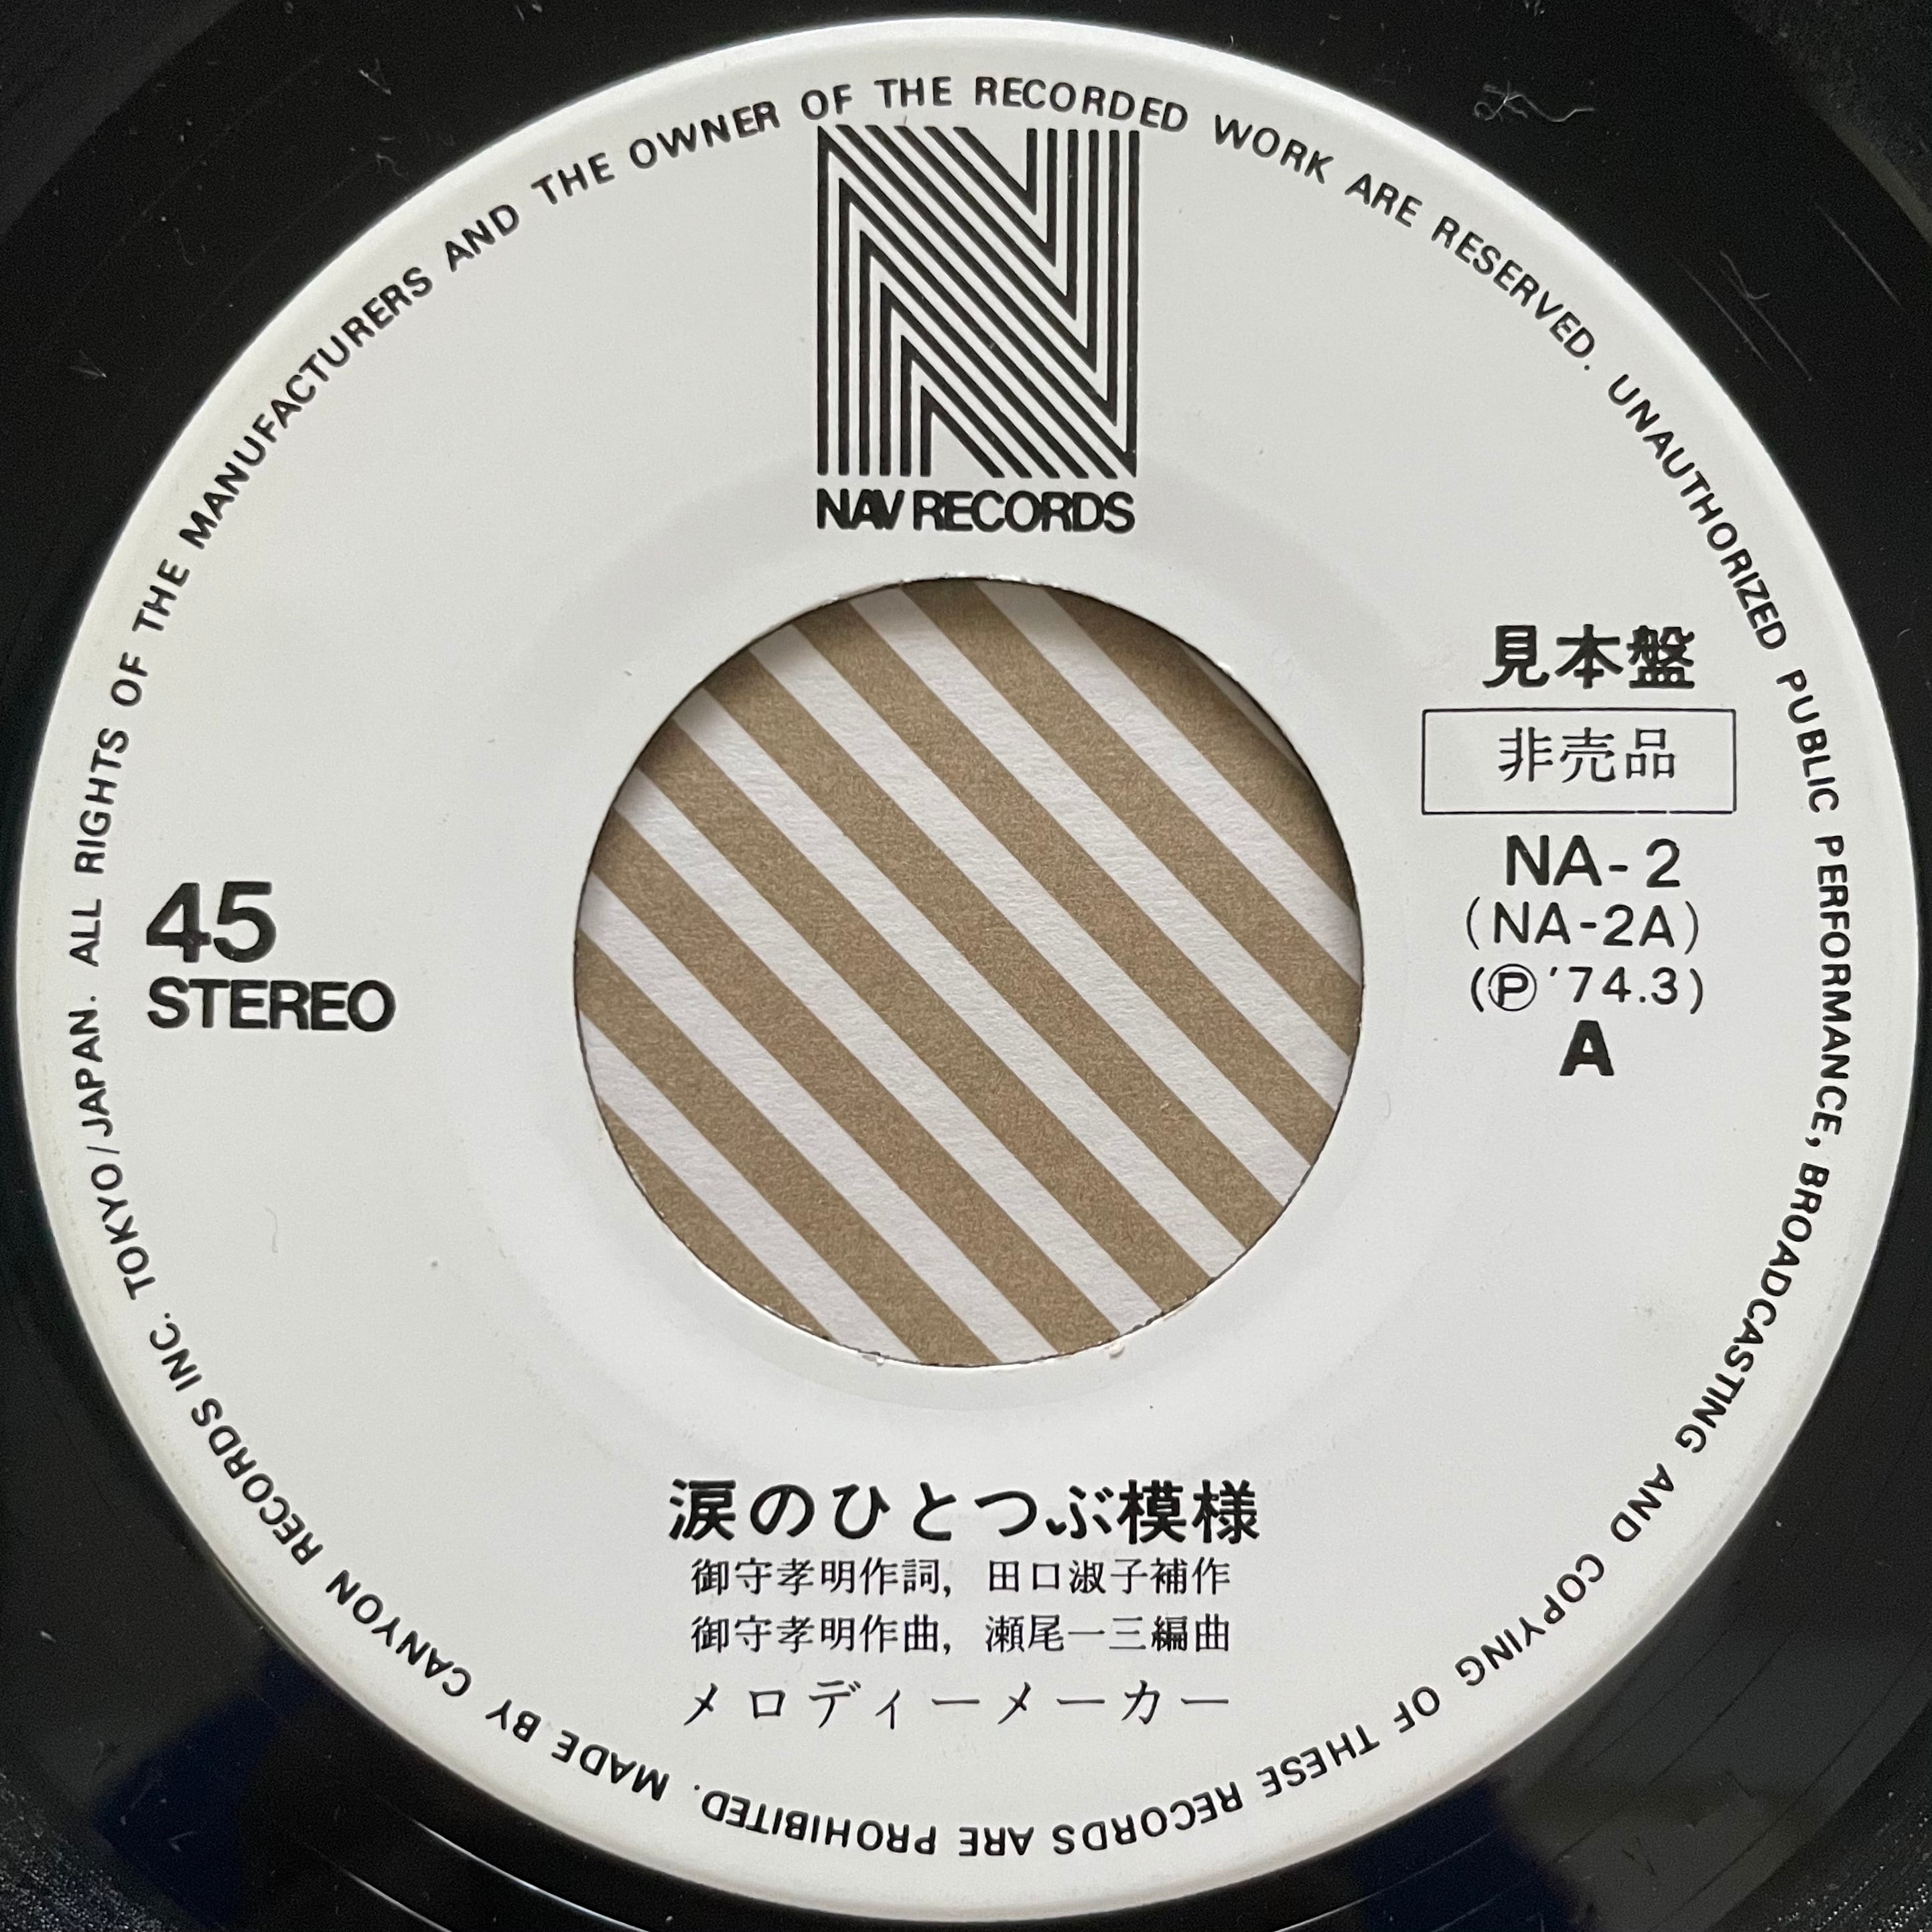 ALL RIGHTS OF THE MANUFACTURERS AND THE OWNER OF THE RECORDED WORK ARE RESERVED. UNAUTHORIZED PUBLIC PERFORMANCE, BROADCASTING AND COPYING OF THESE RECORDS ARE PROHIBITED. MADE BY CANYON RECORDS INC. TOKYO/JAPAN.
NAV RECORDS
見本盤
非売品
NA-2
(NA-2A)
(Ⓟ'74.3)
A
45
STEREO
涙のひとつぶ模様
御守孝明作詞, 田口淑子補作
御守孝明作曲, 瀬尾一三編曲
メロディーメーカー